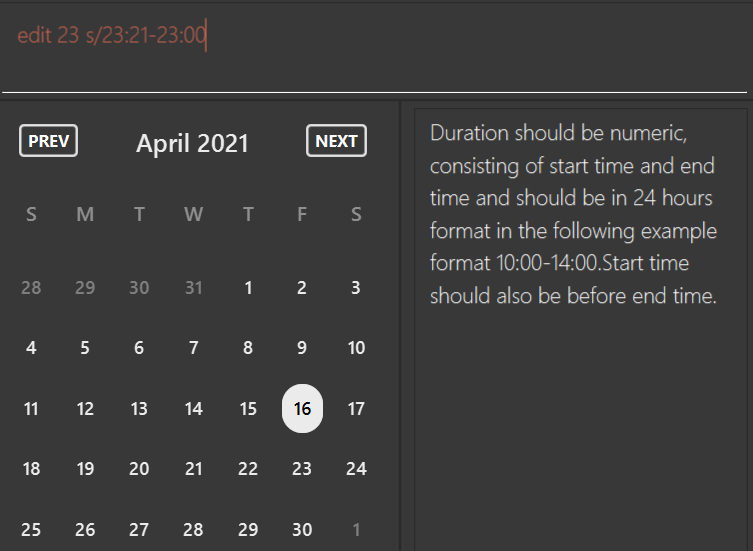 edit 23 s/23:21-23:00
PREV April 2021 NEXT
S M T W T F S
28 29 30 31 1 2 3
4 5 6 7 8 9 10
11 12 13 14 15 16 17
18 19 20 21 22 23 24
25 26 27 28 29 30 1
Duration should be numeric,
consisting of start time and end
time and should be in 24 hours
format in the following example
format 10:00-14:00.Start time
should also be before end time.